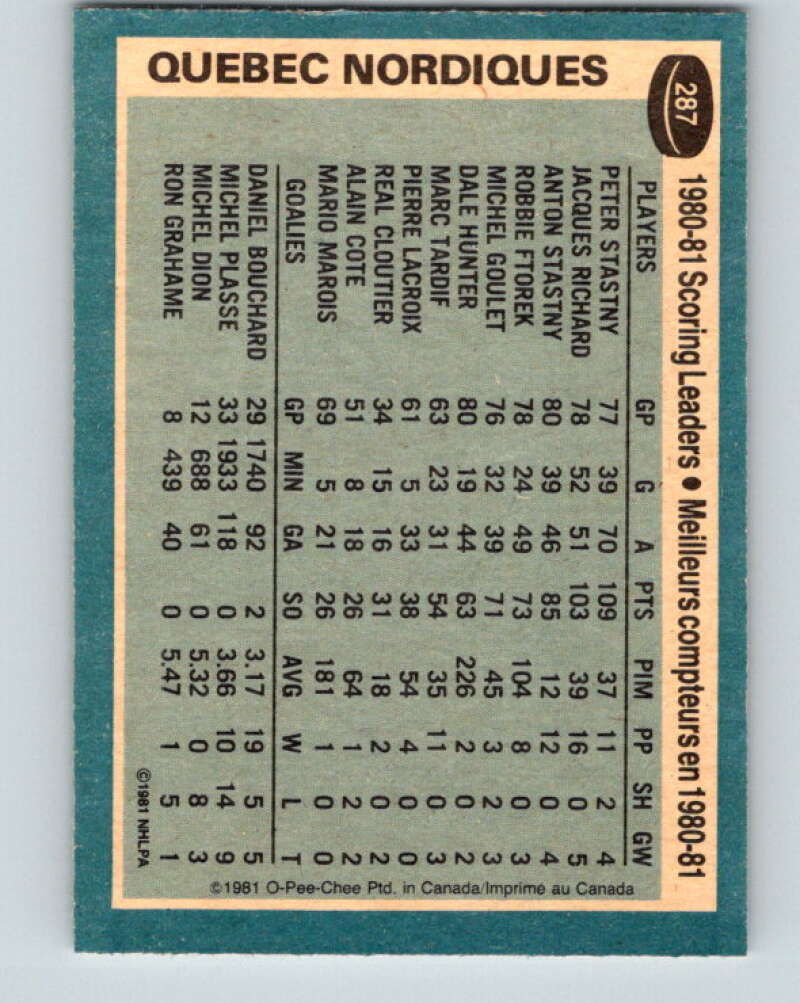 QUEBEC NORDIQUES
287
1980-81 Scoring Leaders • Meilleurs compteurs en 1980-81
PLAYERS GP G A PTS PIM PP SH GW
PETER STASTNY 77 39 70 109 37 11 2 4
JACQUES RICHARD 78 52 51 103 39 16 0 5
ANTON STASTNY 80 39 46 85 12 12 0 4
ROBBIE FTOREK 78 24 49 73 104 8 0 3
MICHEL GOULET 76 32 39 71 45 3 2 3
DALE HUNTER 80 19 44 63 226 2 0 2
MARC TARDIF 63 23 31 54 35 11 0 3
PIERRE LACROIX 61 5 33 38 54 4 0 0
REAL CLOUTIER 34 15 16 31 18 2 0 2
ALAIN COTE 51 8 18 26 64 1 2 2
MARIO MAROIS 69 5 21 26 181 1 0 0
GOALIES GP MIN GA SO AVG W L T
DANIEL BOUCHARD 29 1740 92 2 3.17 19 5 5
MICHEL PLASSE 33 1933 118 0 3.66 10 14 9
MICHEL DION 12 688 61 0 5.32 0 8 3
RON GRAHAME 8 439 40 0 5.47 1 5 1
©1981 NHLPA
©1981 O-Pee-Chee Ptd. in Canada/Imprimé au Canada